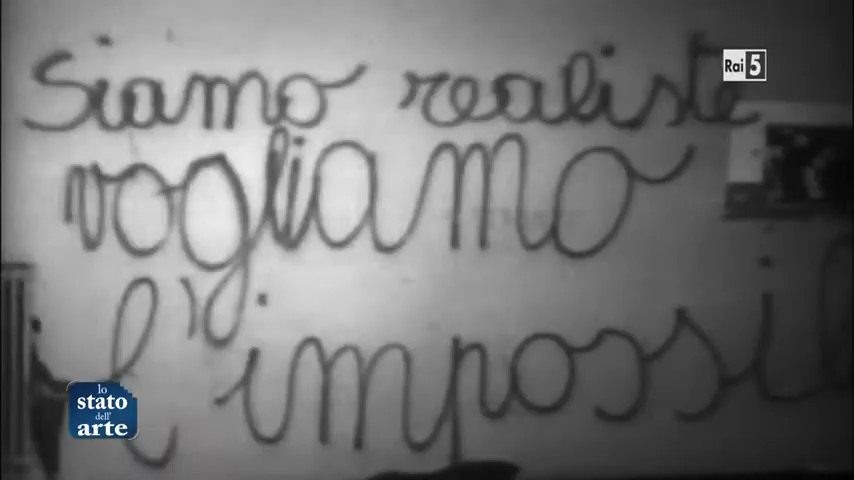 Siamo realiste
vogliamo
l'impossi
Rai 5
lo
stato
dell'
arte